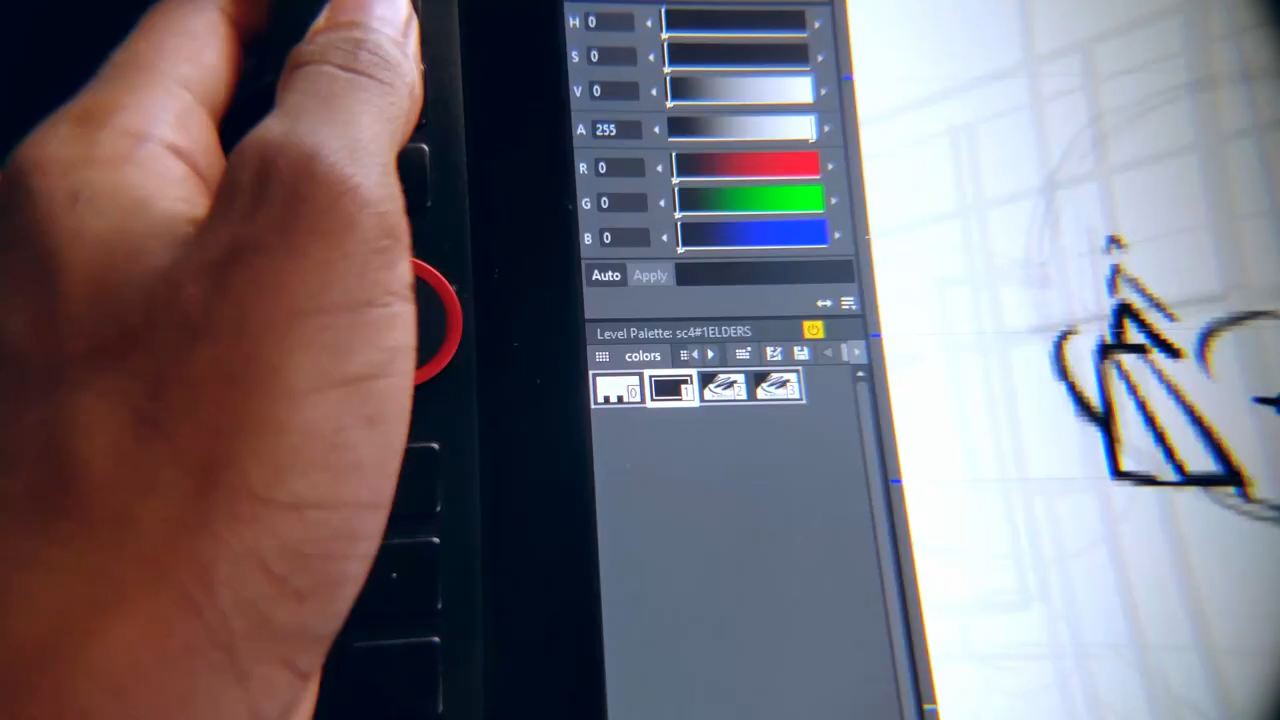 H 0
S 0
V 0
A 255
R 0
G 0
B 0
Auto Apply
Level Palette: sc4#1ELDERS
colors
0 1 2 3